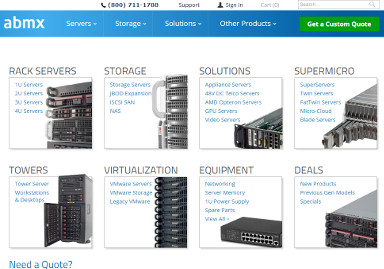 (800) 711-1700 Support Sign In Cart (0) Search
abmx Servers Storage Solutions Other Products Get a Custom Quote
RACK SERVERS
1U Servers
2U Servers
3U Servers
4U Servers
STORAGE
Storage Servers
JBOD Expansion
iSCSI SAN
NAS
SOLUTIONS
Appliance Servers
48V DC Telco Servers
AMD Opteron Servers
GPU Servers
Video Servers
SUPERMICRO
SuperServers
Twin Servers
FatTwin Servers
Micro-Cloud
Blade Servers
TOWERS
Tower Server
Workstations
& Desktops
VIRTUALIZATION
VMware Servers
VMware Storage
Legacy VMware
EQUIPMENT
Networking
Server Memory
1U Power Supply
Spare Parts
View All >
DEALS
New Products
Previous Gen Models
Specials
Need a Quote?